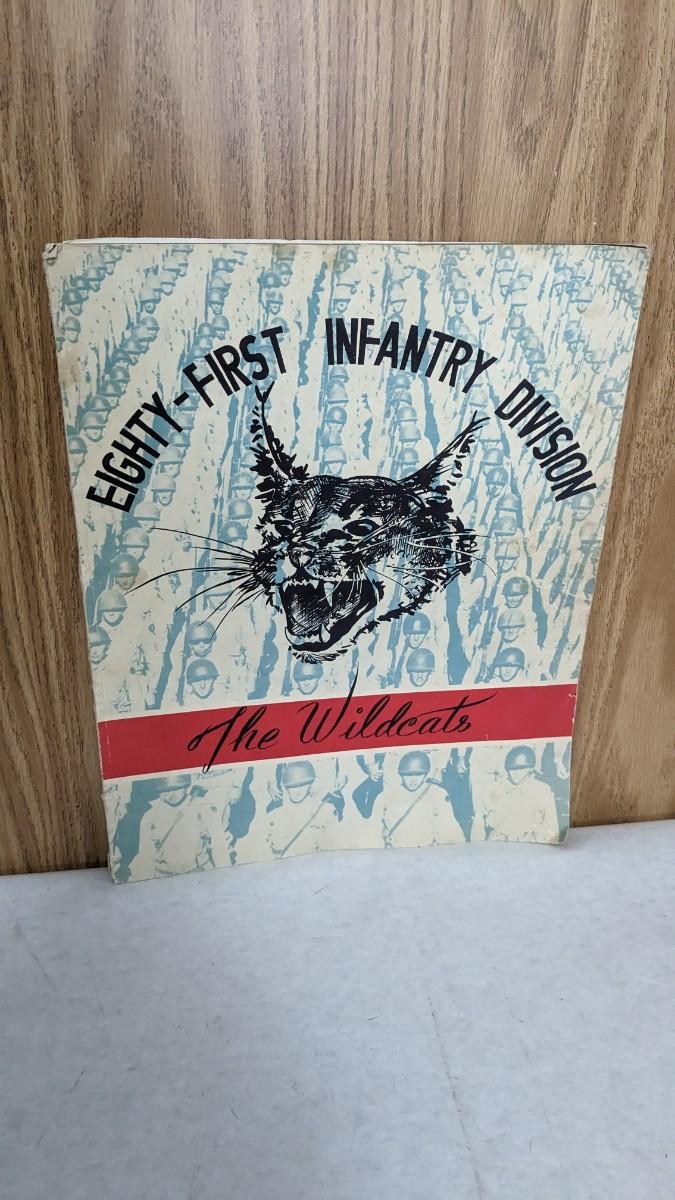 EIGHTY-FIRST INFANTRY DIVISION
The Wildcats